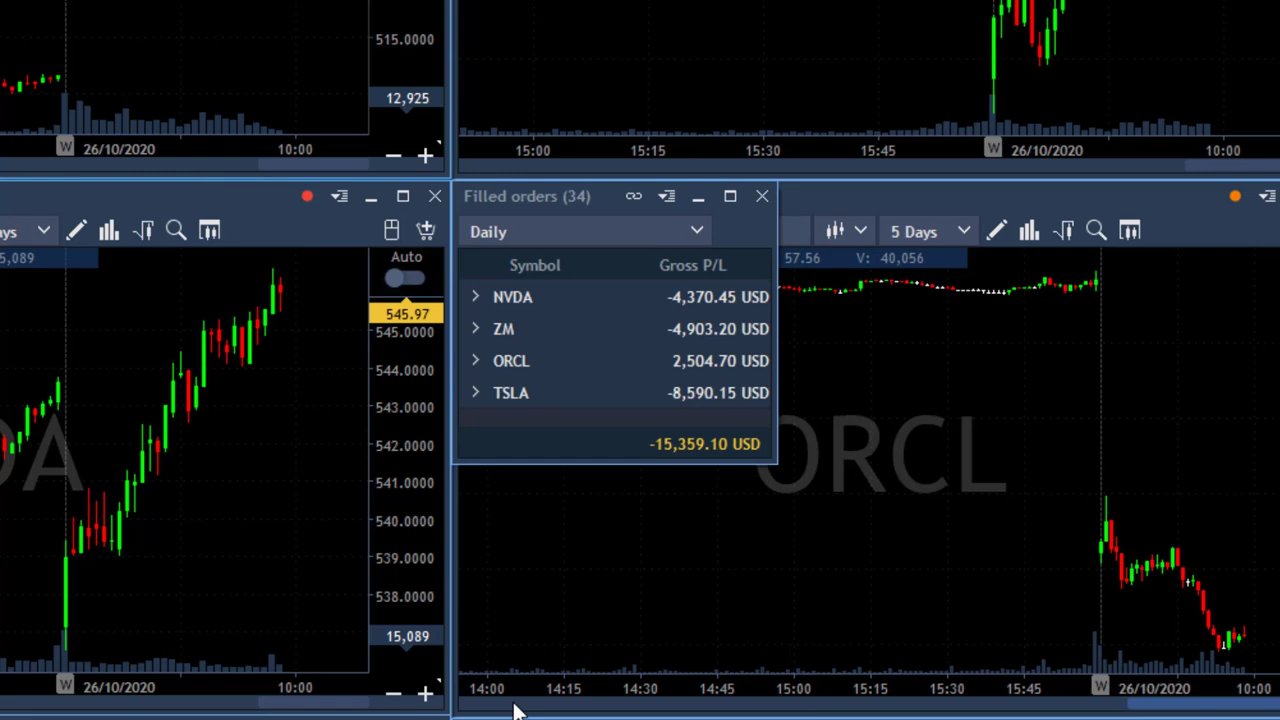 515.0000
12,925
W 26/10/2020 10:00
15:00 15:15 15:30 15:45 W 26/10/2020 10:00
Filled orders (34)
ys
Daily
5 Days
5,089
Auto
57.56 V: 40,056
Symbol Gross P/L
NVDA -4,370.45 USD
ZM -4,903.20 USD
ORCL 2,504.70 USD
TSLA -8,590.15 USD
-15,359.10 USD
545.97
545.0000
544.0000
543.0000
542.0000
541.0000
540.0000
539.0000
538.0000
15,089
DA
ORCL
W 26/10/2020 10:00
14:00 14:15 14:30 14:45 15:00 15:15 15:30 15:45 W 26/10/2020 10:00